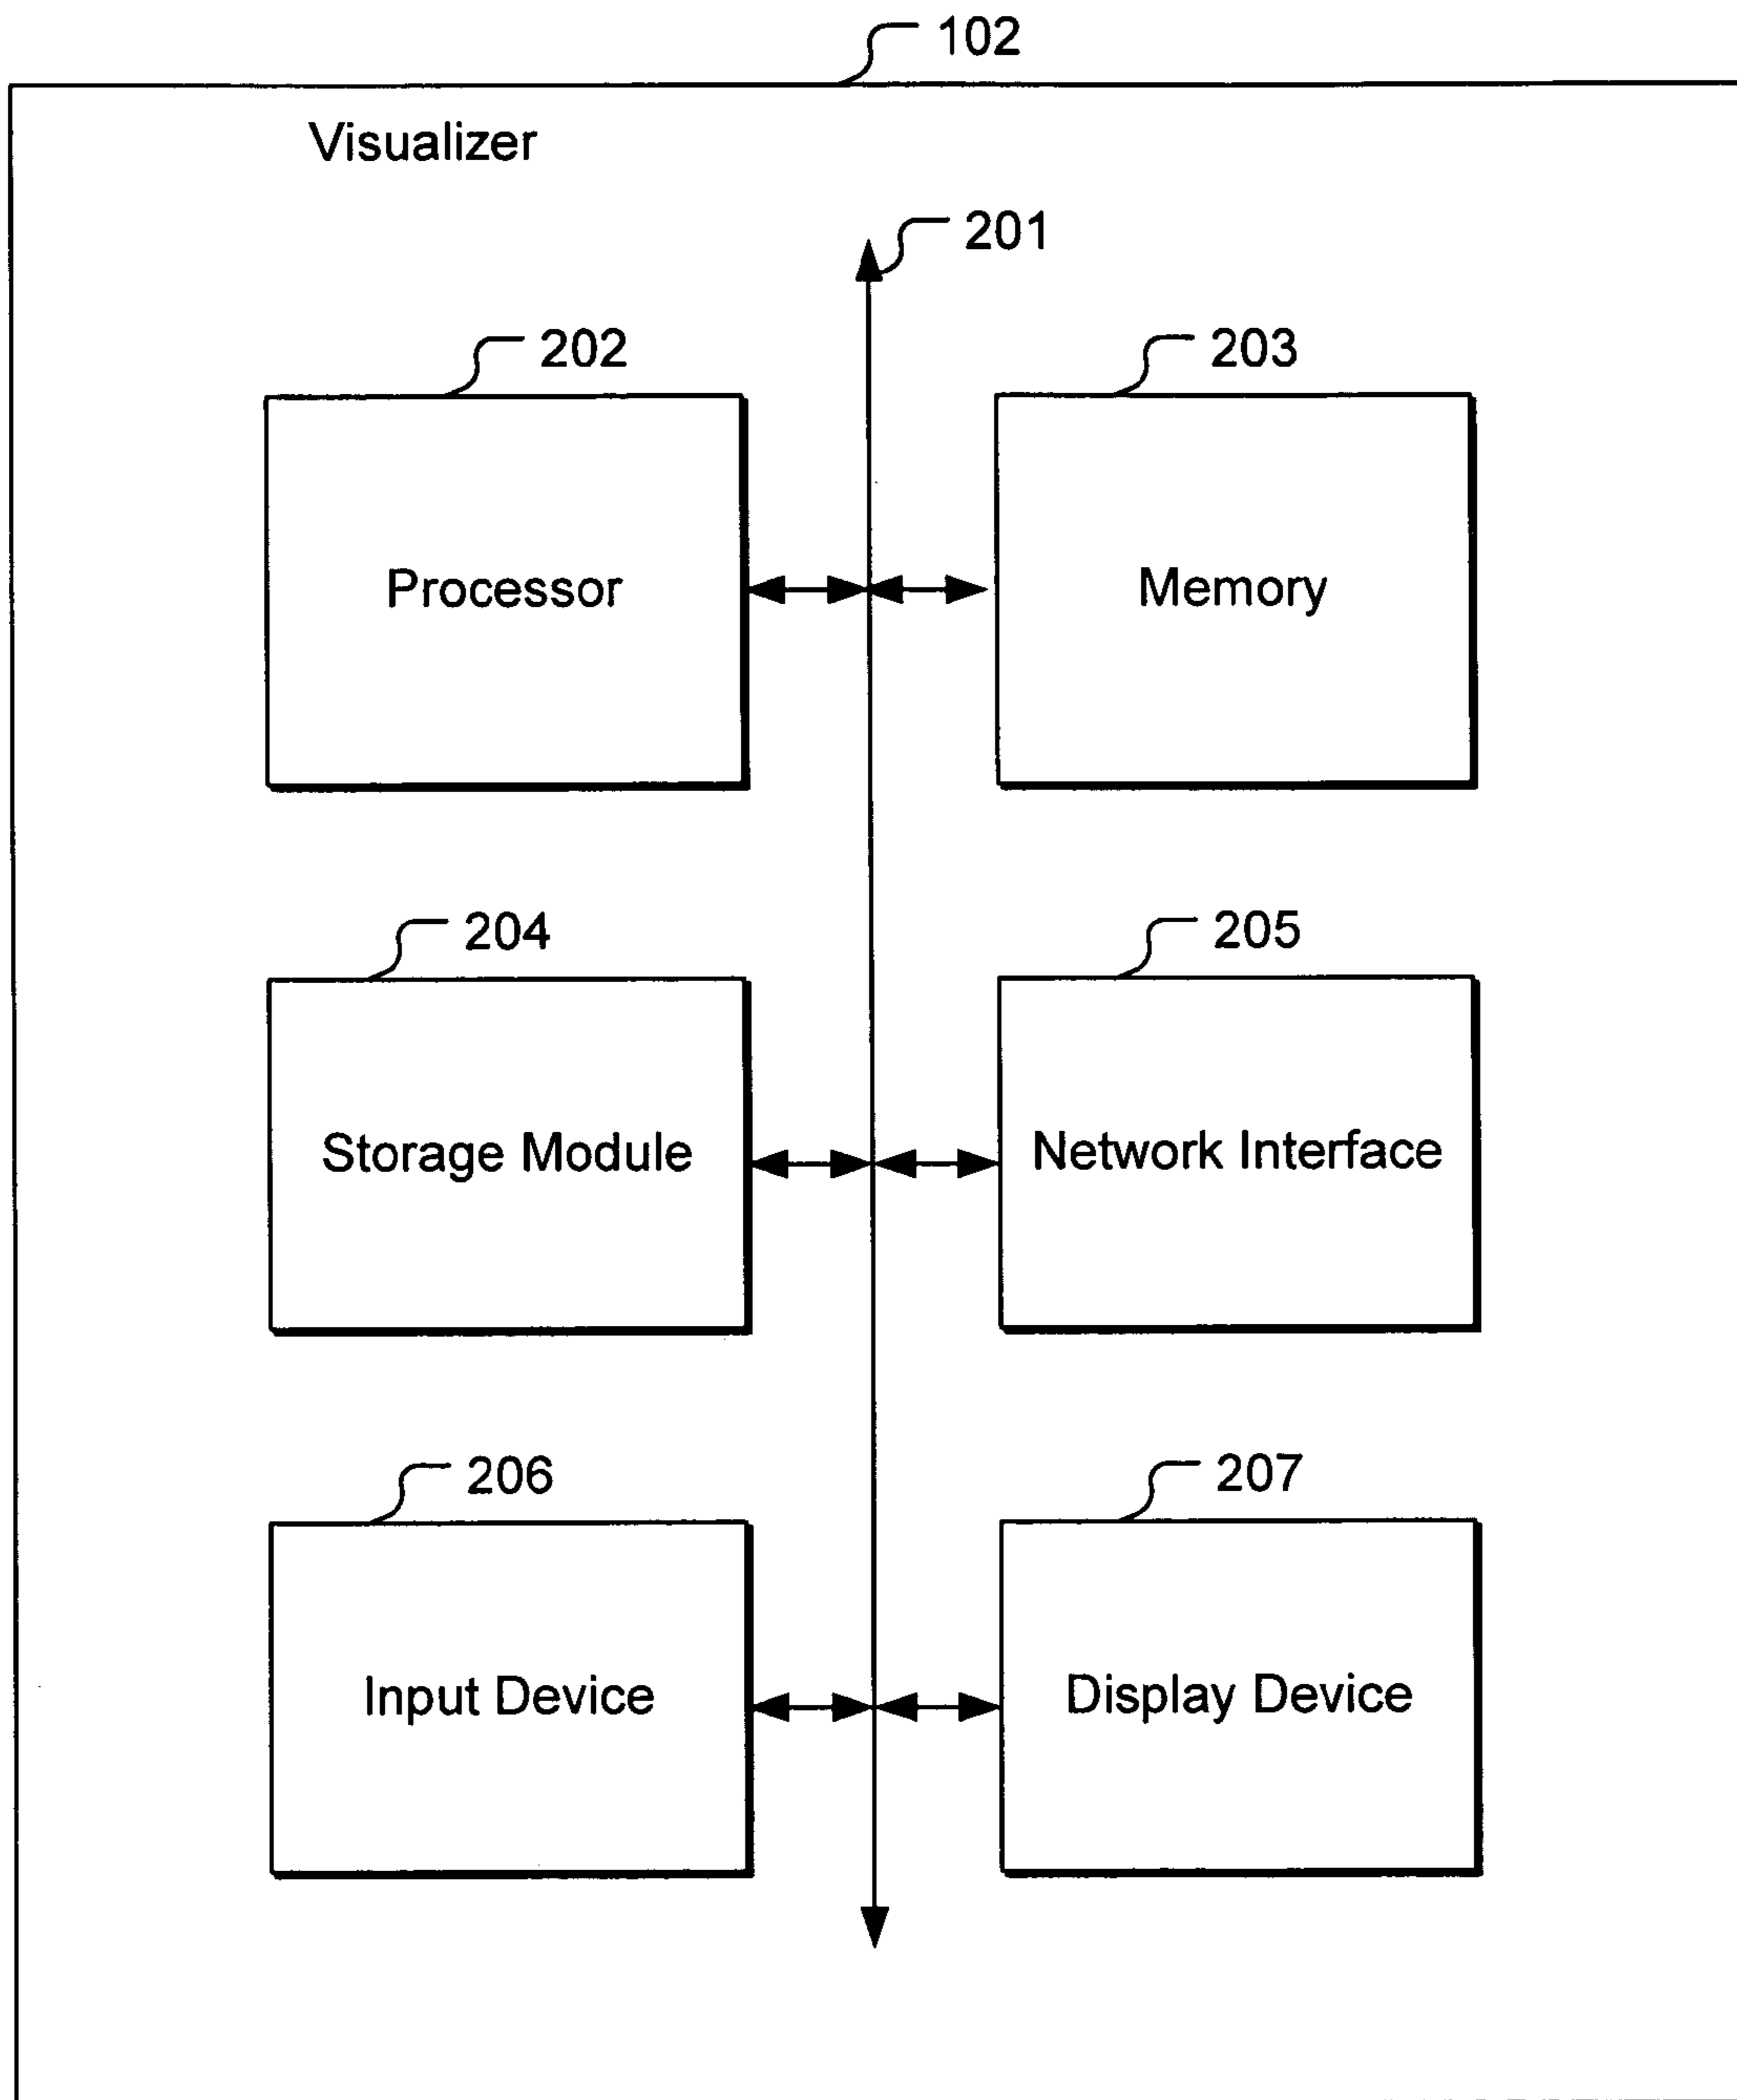 102
Visualizer
201
202
203
Processor
Memory
204
205
Storage Module
Network Interface
206
207
Input Device
Display Device